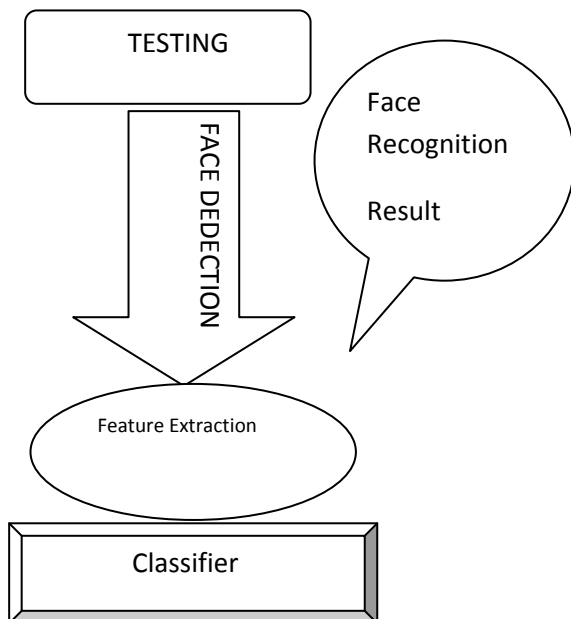 TESTING
FACE DEDECTION
Face
Recognition
Result
Feature Extraction
Classifier